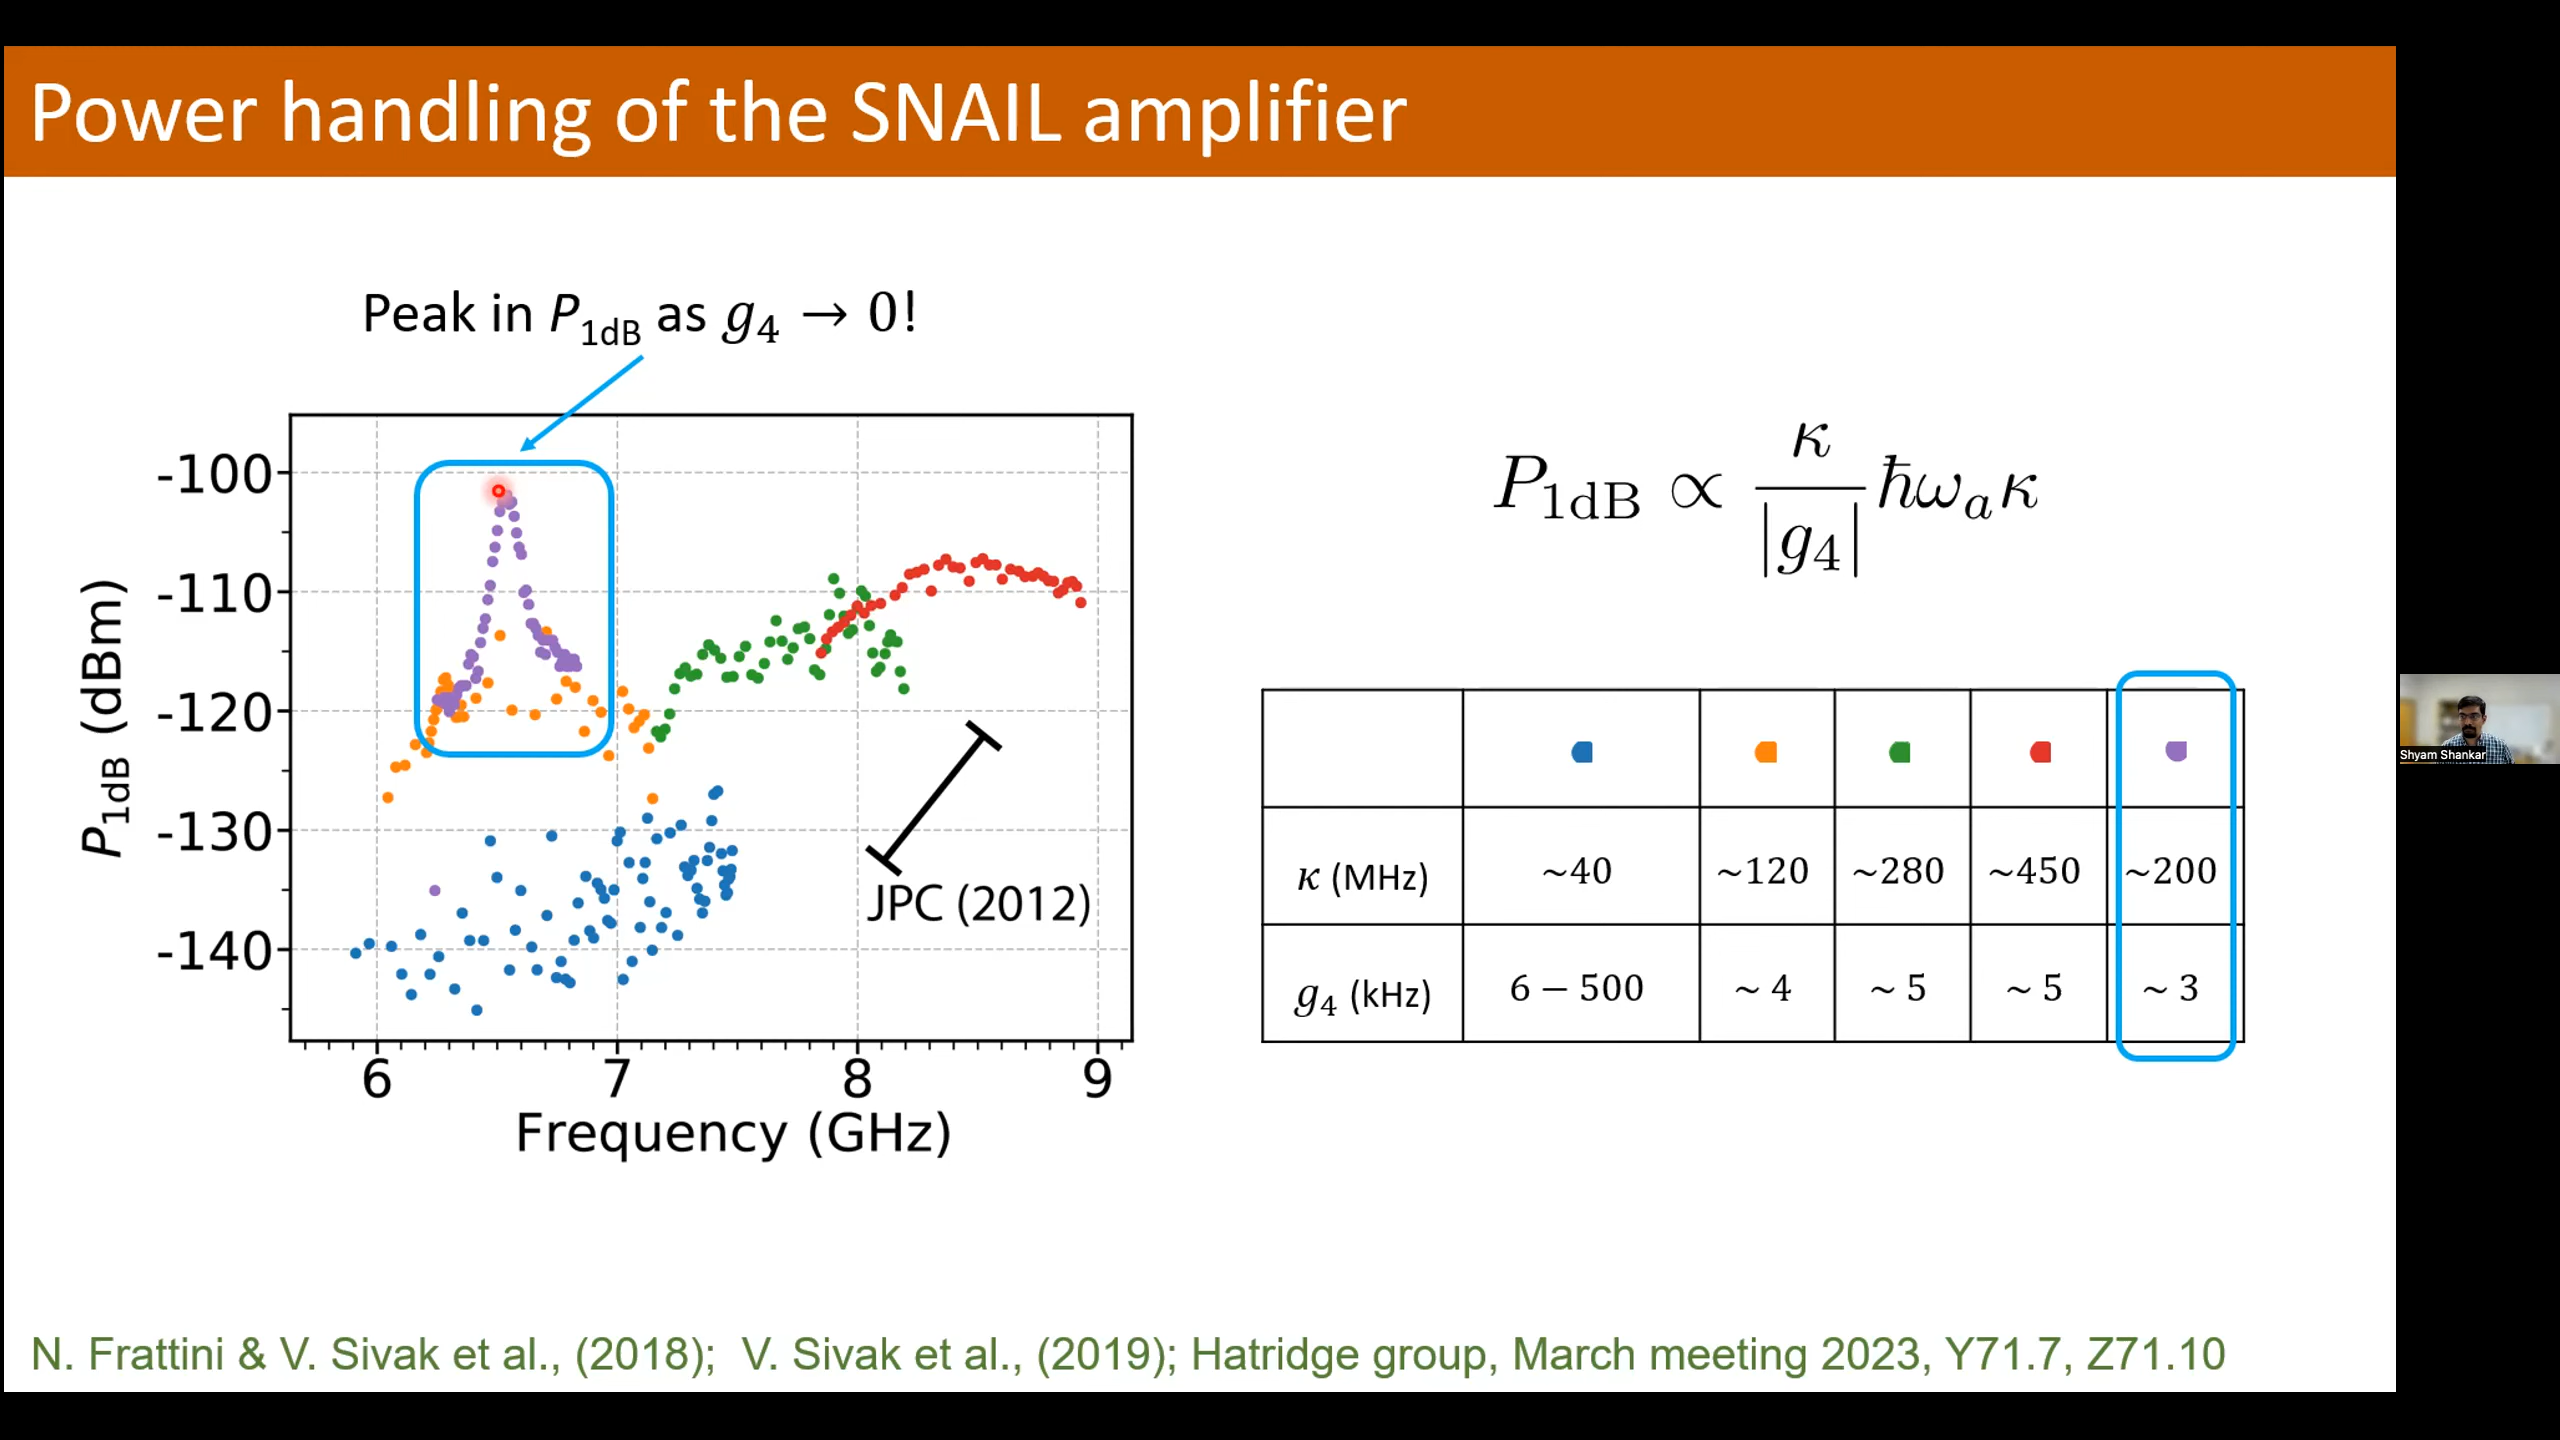 Power handling of the SNAIL amplifier
Peak in P1dB as g4 → 0!
P1dB (dBm)
-100
-110
-120
-130
-140
JPC (2012)
6 7 8 9
Frequency (GHz)
P1dB ∝ κ/|g4| ħωaκ
κ (MHz) ~40 ~120 ~280 ~450 ~200
g4 (kHz) 6 – 500 ~ 4 ~ 5 ~ 5 ~ 3
Shyam Shankar
N. Frattini & V. Sivak et al., (2018); V. Sivak et al., (2019); Hatridge group, March meeting 2023, Y71.7, Z71.10